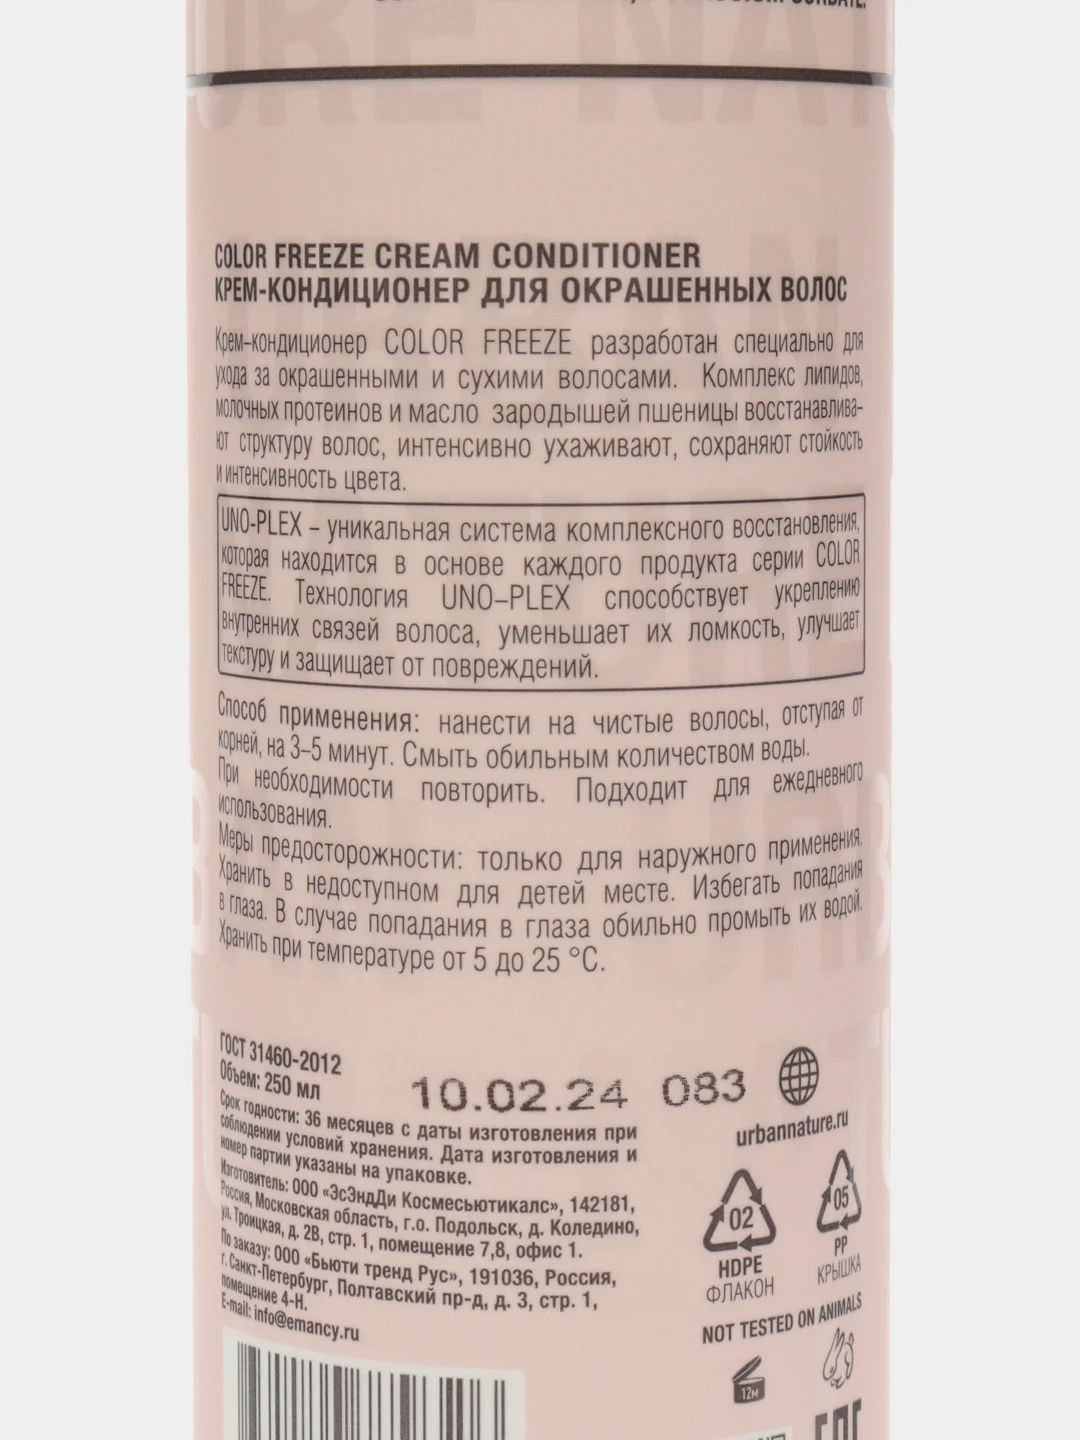 COLOR FREEZE CREAM CONDITIONER
КРЕМ-КОНДИЦИОНЕР ДЛЯ ОКРАШЕННЫХ ВОЛОС
Крем-кондиционер COLOR FREEZE разработан специально для
ухода за окрашенными и сухими волосами. Комплекс липидов,
молочных протеинов и масло зародышей пшеницы восстанавлива-
ют структуру волос, интенсивно ухаживают, сохраняют стойкость
и интенсивность цвета.
UNO-PLEX – уникальная система комплексного восстановления,
которая находится в основе каждого продукта серии COLOR
FREEZE. Технология UNO-PLEX способствует укреплению
внутренних связей волоса, уменьшает их ломкость, улучшает
текстуру и защищает от повреждений.
Способ применения: нанести на чистые волосы, отступая от
корней, на 3–5 минут. Смыть обильным количеством воды.
При необходимости повторить. Подходит для ежедневного
использования.
Меры предосторожности: только для наружного применения.
Хранить в недоступном для детей месте. Избегать попадания
в глаза. В случае попадания в глаза обильно промыть их водой.
Хранить при температуре от 5 до 25 °C.
ГОСТ 31460-2012
Объем: 250 мл
10.02.24 083
Срок годности: 36 месяцев с даты изготовления при
соблюдении условий хранения. Дата изготовления и
номер партии указаны на упаковке.
Изготовитель: ООО «ЭсЭндДи Космесьютикалс», 142181,
Россия, Московская область, г.о. Подольск, д. Коледино,
ул. Троицкая, д. 2В, стр. 1, помещение 7,8, офис 1.
По заказу: ООО «Бьюти тренд Рус», 191036, Россия,
г. Санкт-Петербург, Полтавский пр-д, д. 3, стр. 1,
помещение 4-Н.
E-mail: info@emancy.ru
urbannature.ru
02
HDPE
ФЛАКОН
05
PP
КРЫШКА
NOT TESTED ON ANIMALS
12м